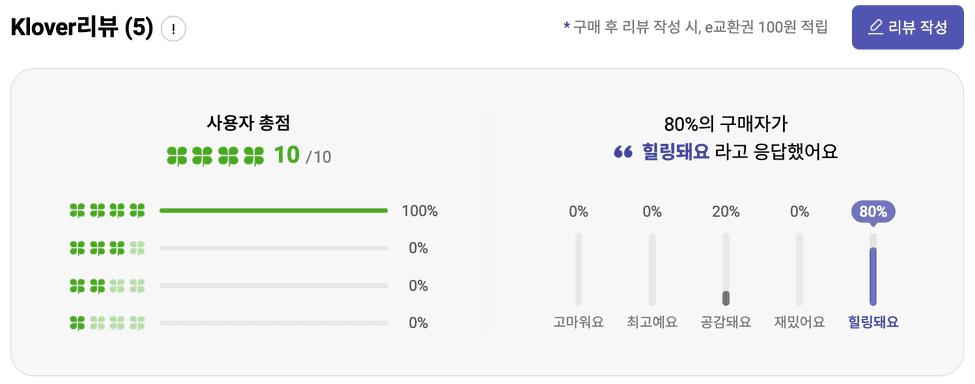 Klover리뷰 (5) !
* 구매 후 리뷰 작성 시, e교환권 100원 적립
리뷰 작성
사용자 총점
10 /10
100%
0%
0%
0%
80%의 구매자가
“ 힐링돼요 라고 응답했어요
0% 0% 20% 0% 80%
고마워요 최고예요 공감돼요 재밌어요 힐링돼요